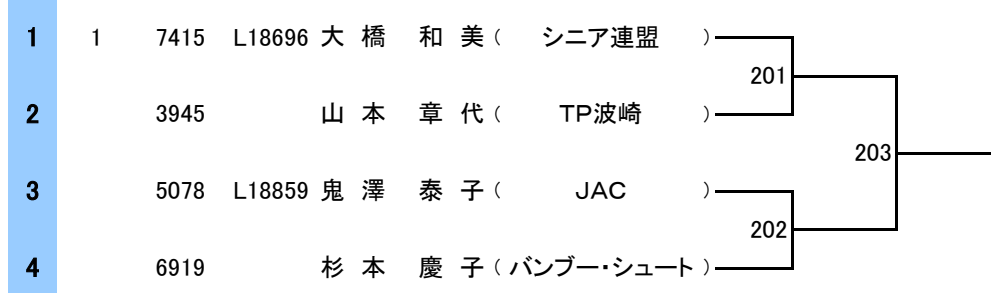 1 1 7415 L18696 大橋 和美 ( シニア連盟 )
201
2 3945 山本 章代 ( TP波崎 )
203
3 5078 L18859 鬼澤 泰子 ( JAC )
202
4 6919 杉本 慶子 ( バンブー・シュート )